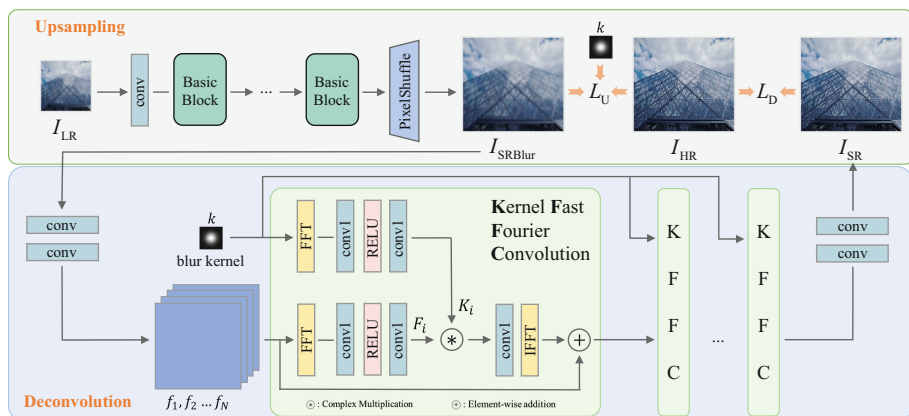 Upsampling
I_LR
conv
Basic
Block
...
Basic
Block
PixelShuffle
I_SRBlur
k
L_U
I_HR
L_D
I_SR
conv
conv
k
blur kernel
FFT
conv1
RELU
conv1
Kernel Fast
Fourier
Convolution
K_i
FFT
conv1
RELU
conv1
F_i
*
conv1
IFFT
+
K
F
F
C
...
K
F
F
C
conv
conv
f_1, f_2 ... f_N
Deconvolution
⊛ : Complex Multiplication
⊕ : Element-wise addition